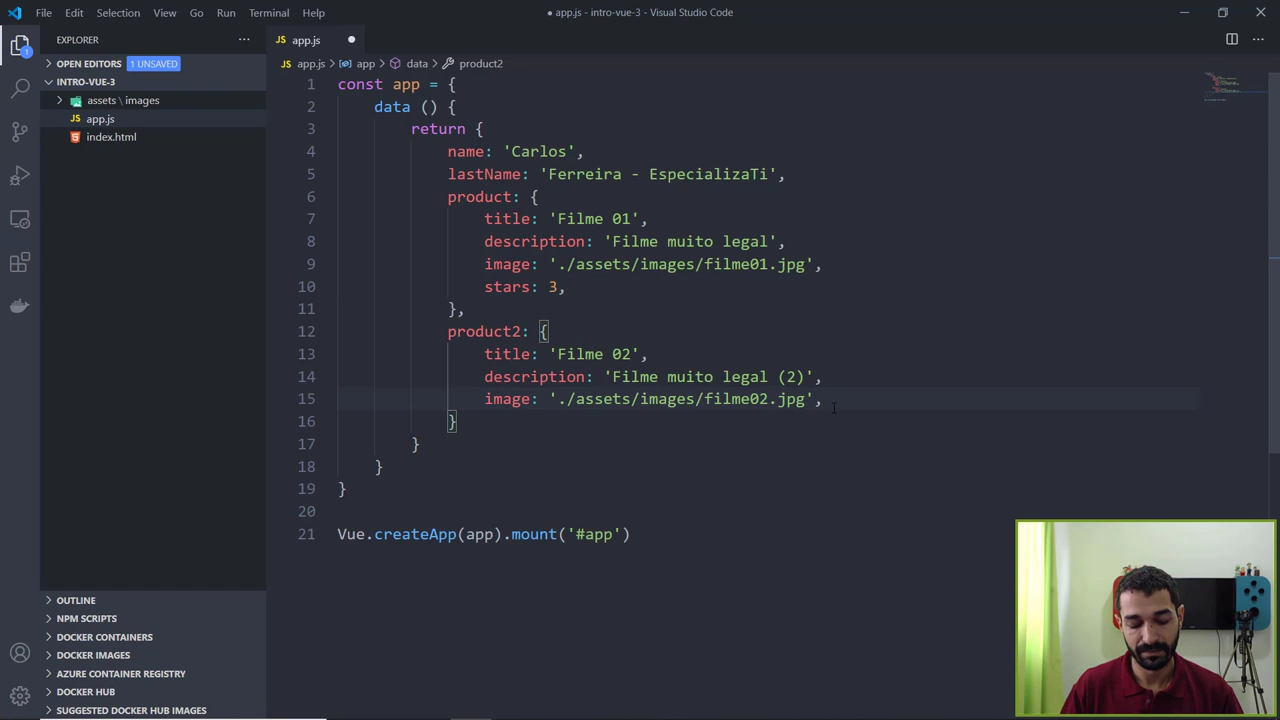 File Edit Selection View Go Run Terminal Help
● app.js - intro-vue-3 - Visual Studio Code
EXPLORER
OPEN EDITORS 1 UNSAVED
INTRO-VUE-3
assets \ images
JS app.js
index.html
OUTLINE
NPM SCRIPTS
DOCKER CONTAINERS
DOCKER IMAGES
AZURE CONTAINER REGISTRY
DOCKER HUB
SUGGESTED DOCKER HUB IMAGES
1
JS app.js ●
JS app.js > app > data > product2
1 const app = {
2 data () {
3 return {
4 name: 'Carlos',
5 lastName: 'Ferreira - EspecializaTi',
6 product: {
7 title: 'Filme 01',
8 description: 'Filme muito legal',
9 image: './assets/images/filme01.jpg',
10 stars: 3,
11 },
12 product2: {
13 title: 'Filme 02',
14 description: 'Filme muito legal (2)',
15 image: './assets/images/filme02.jpg',
16 }
17 }
18 }
19 }
20
21 Vue.createApp(app).mount('#app')